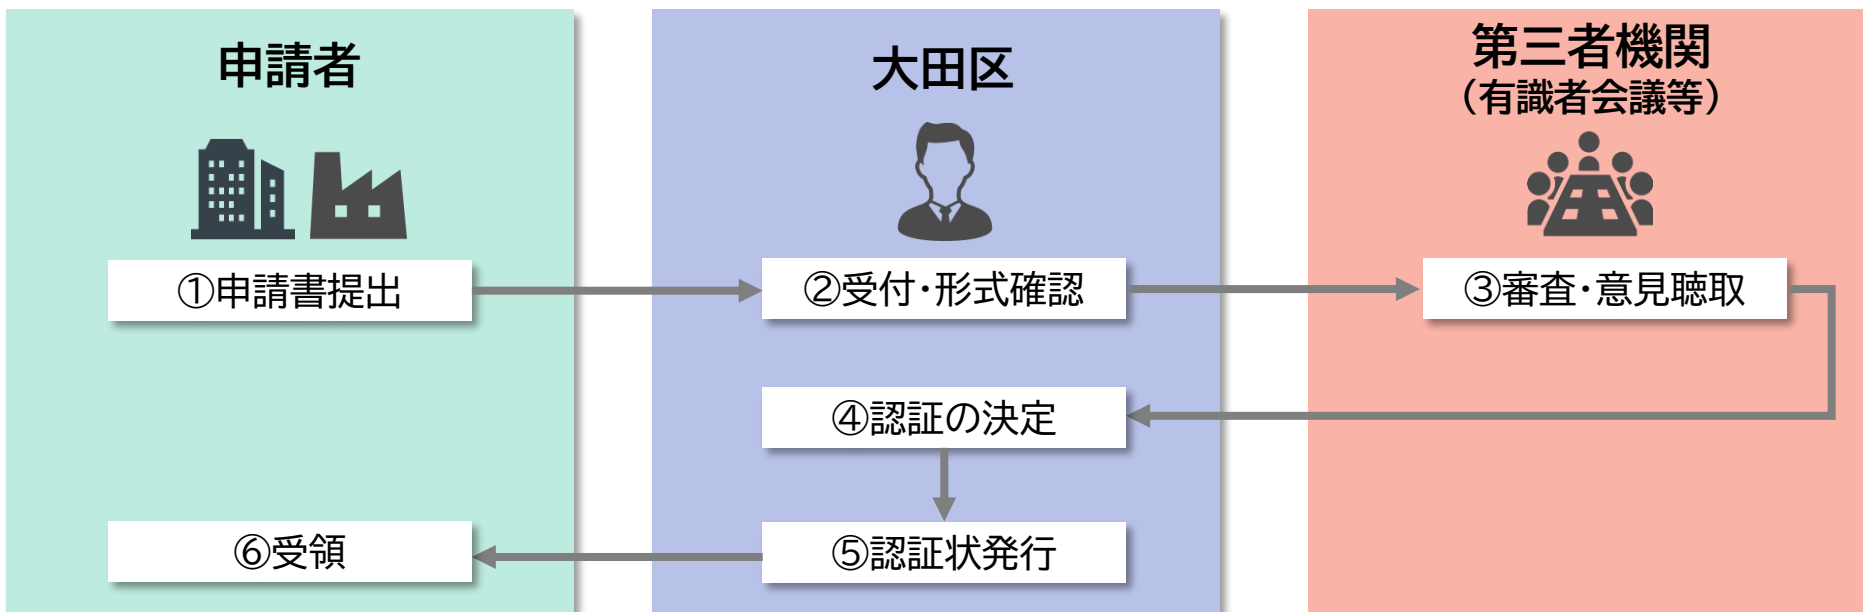 申請者
大田区
第三者機関
（有識者会議等）
①申請書提出
②受付・形式確認
③審査・意見聴取
④認証の決定
⑤認証状発行
⑥受領